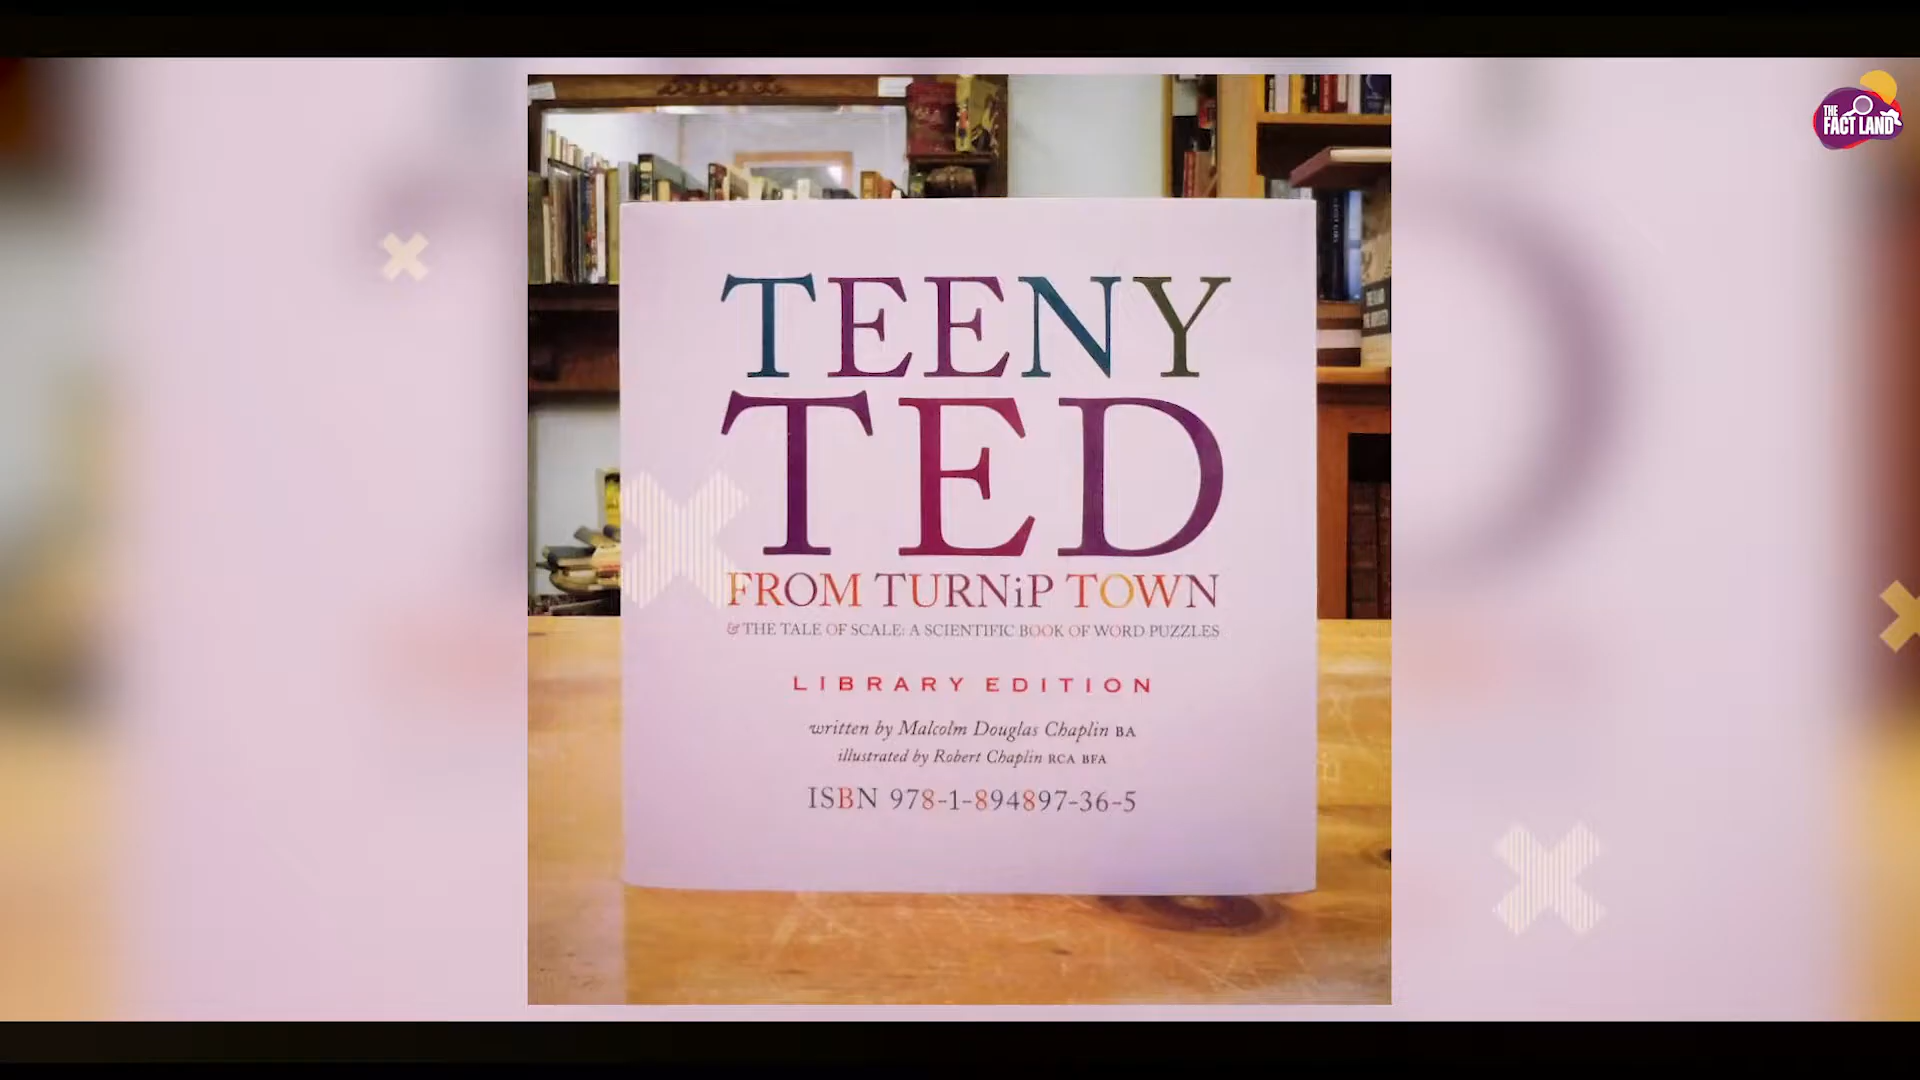 THE
FACT LAND
TEENY
TED
FROM TURNiP TOWN
& THE TALE OF SCALE: A SCIENTIFIC BOOK OF WORD PUZZLES
LIBRARY EDITION
written by Malcolm Douglas Chaplin BA
illustrated by Robert Chaplin RCA BFA
ISBN 978-1-894897-36-5